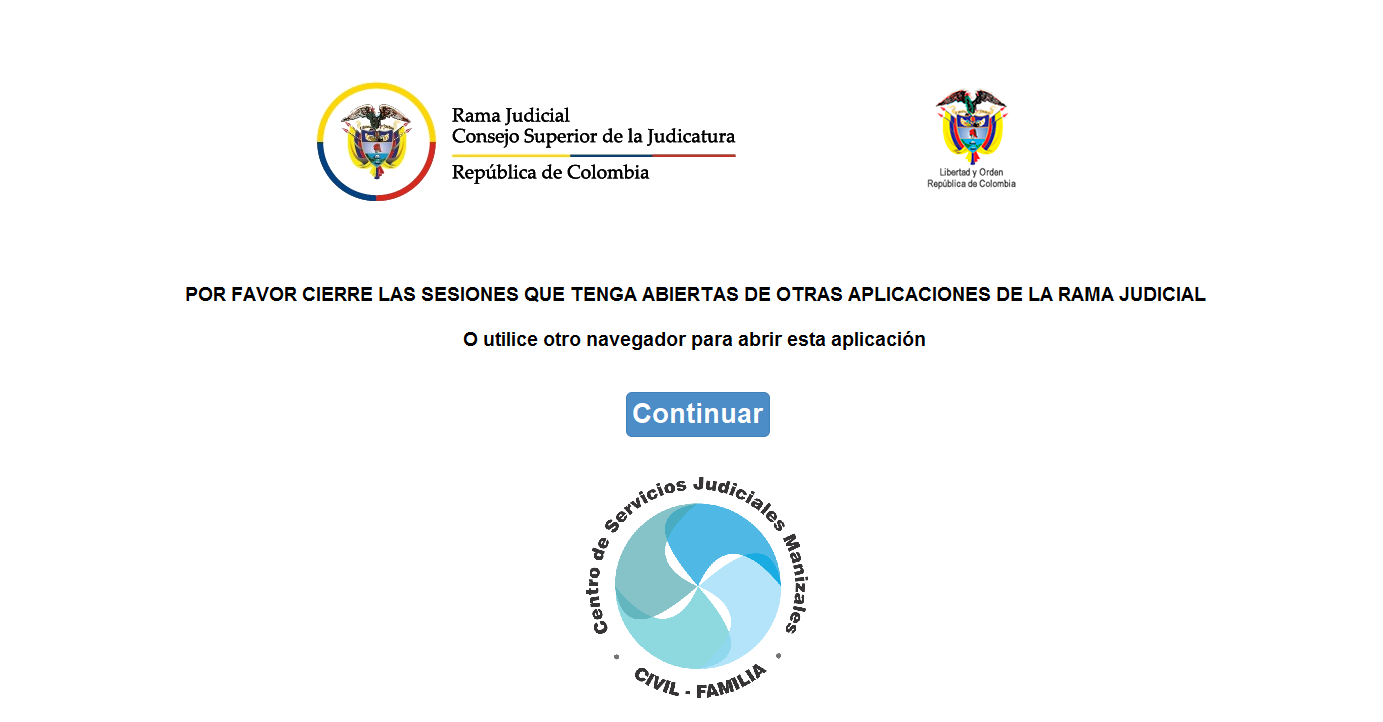 Rama Judicial
Consejo Superior de la Judicatura
República de Colombia
Libertad y Orden
República de Colombia
POR FAVOR CIERRE LAS SESIONES QUE TENGA ABIERTAS DE OTRAS APLICACIONES DE LA RAMA JUDICIAL
O utilice otro navegador para abrir esta aplicación
Continuar
Centro de Servicios Judiciales Manizales
CIVIL - FAMILIA